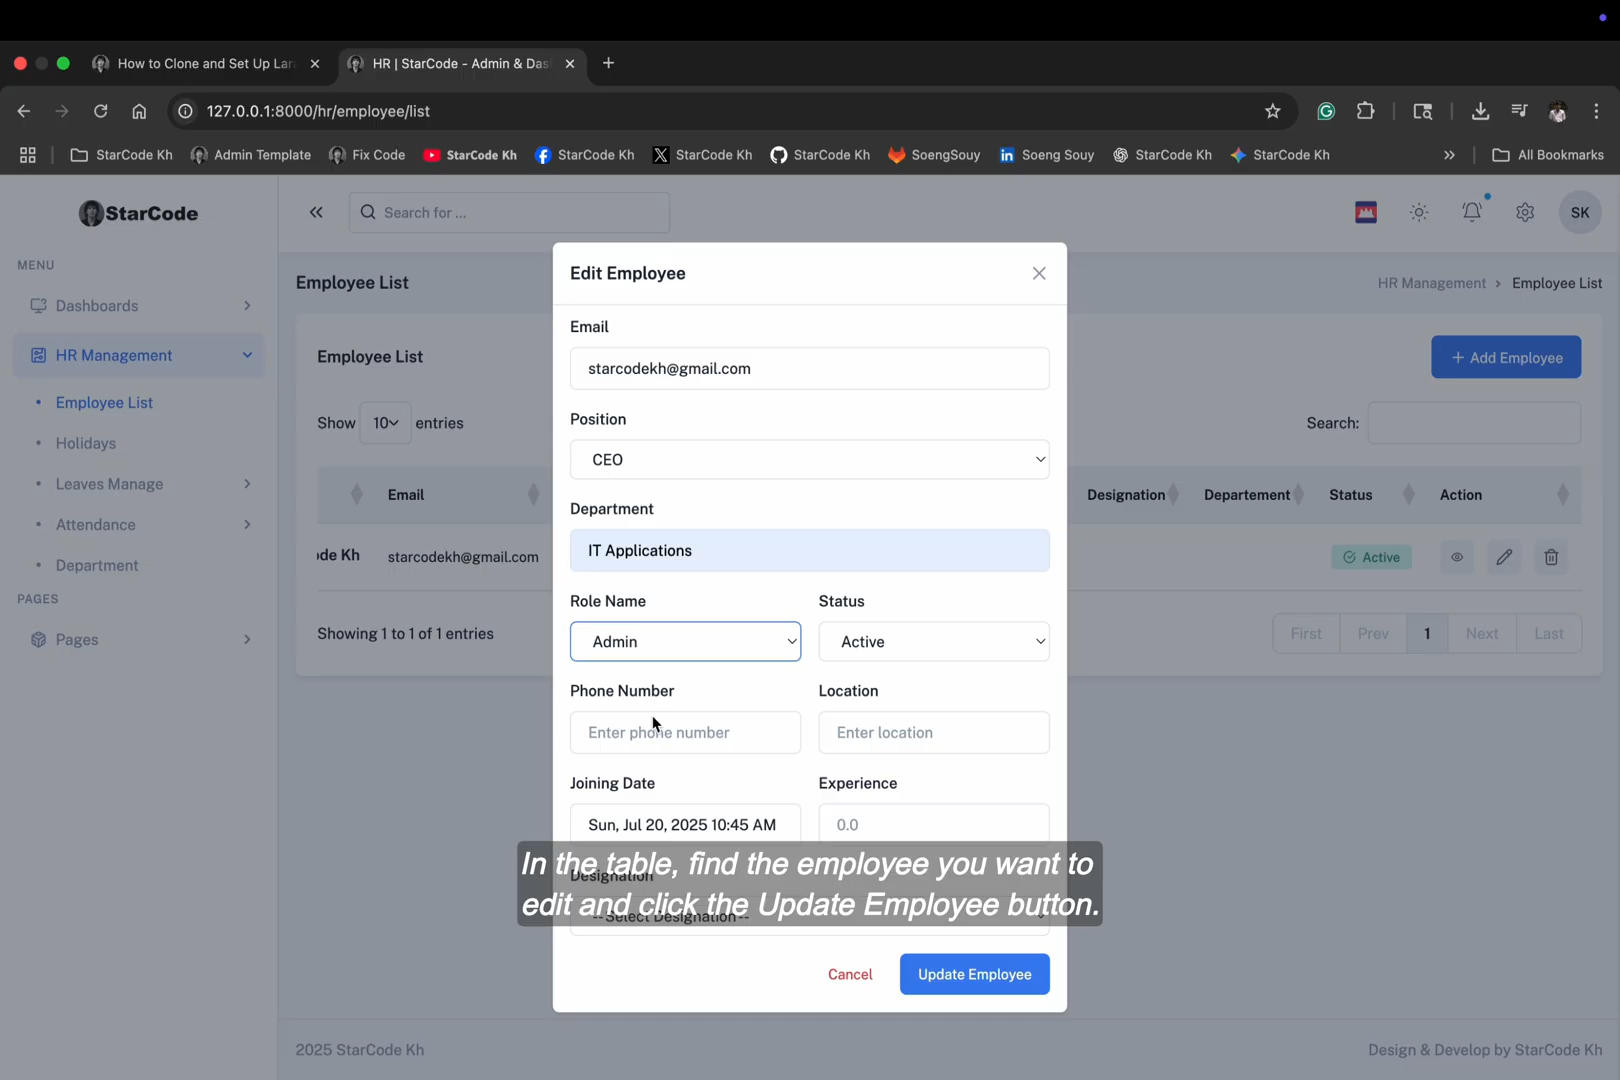 How to Clone and Set Up Lar
HR | StarCode - Admin & Das
127.0.0.1:8000/hr/employee/list
StarCode Kh
Admin Template
Fix Code
StarCode Kh
StarCode Kh
StarCode Kh
StarCode Kh
SoengSouy
Soeng Souy
StarCode Kh
StarCode Kh
All Bookmarks
StarCode
Search for ...
SK
MENU
Dashboards
HR Management
Employee List
Holidays
Leaves Manage
Attendance
Department
PAGES
Pages
Employee List
HR Management
Employee List
Employee List
+ Add Employee
Show 10 entries
Search:
Email
Designation
Departement
Status
Action
ode Kh
starcodekh@gmail.com
Active
Showing 1 to 1 of 1 entries
First
Prev
1
Next
Last
Edit Employee
Email
starcodekh@gmail.com
Position
CEO
Department
IT Applications
Role Name
Status
Admin
Active
Phone Number
Location
Enter phone number
Enter location
Joining Date
Experience
Sun, Jul 20, 2025 10:45 AM
0.0
Designation
--Select Designation--
In the table, find the employee you want to
edit and click the Update Employee button.
Cancel
Update Employee
2025 StarCode Kh
Design & Develop by StarCode Kh